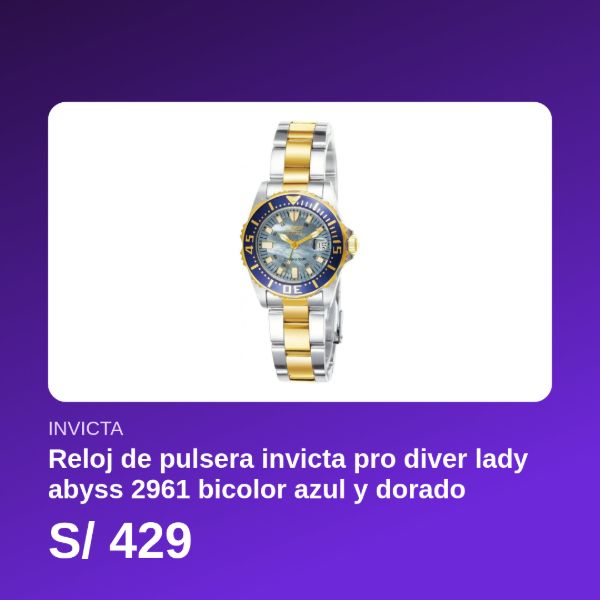 INVICTA
Reloj de pulsera invicta pro diver lady
abyss 2961 bicolor azul y dorado
S/ 429